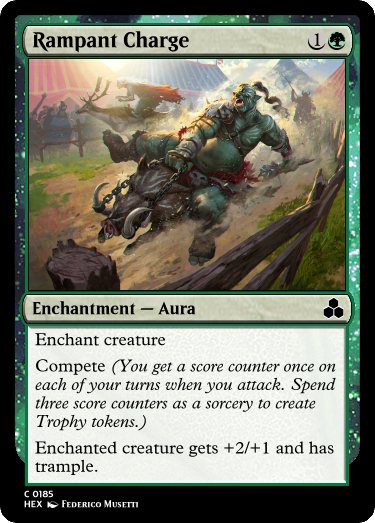 Rampant Charge 1
Enchantment — Aura
Enchant creature
Compete (You get a score counter once on
each of your turns when you attack. Spend
three score counters as a sorcery to create
Trophy tokens.)
Enchanted creature gets +2/+1 and has
trample.
C 0185
HEX Federico Musetti